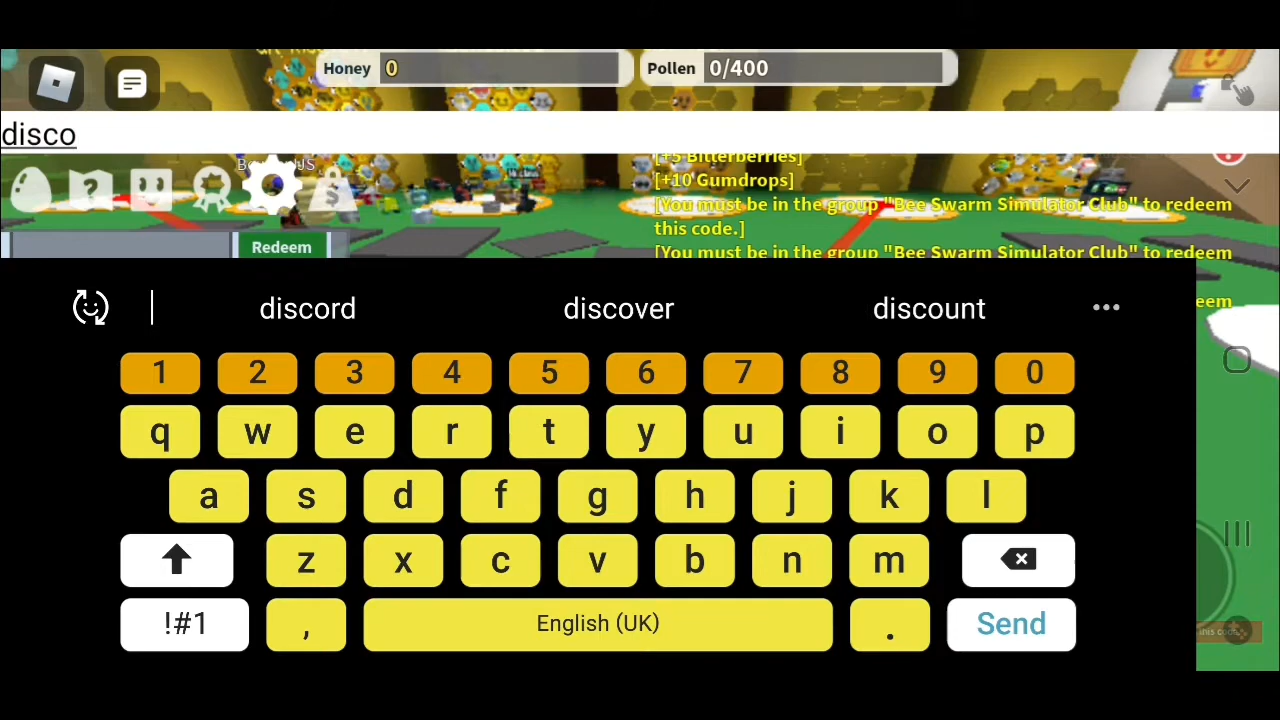 Honey 0
Pollen 0/400
disco
[+5 Bitterberries]
[+10 Gumdrops]
[You must be in the group "Bee Swarm Simulator Club" to redeem
this code.]
[You must be in the group "Bee Swarm Simulator Club" to redeem
Redeem
discord discover discount
1 2 3 4 5 6 7 8 9 0
q w e r t y u i o p
a s d f g h j k l
z x c v b n m
!#1 , English (UK) . Send
this code.